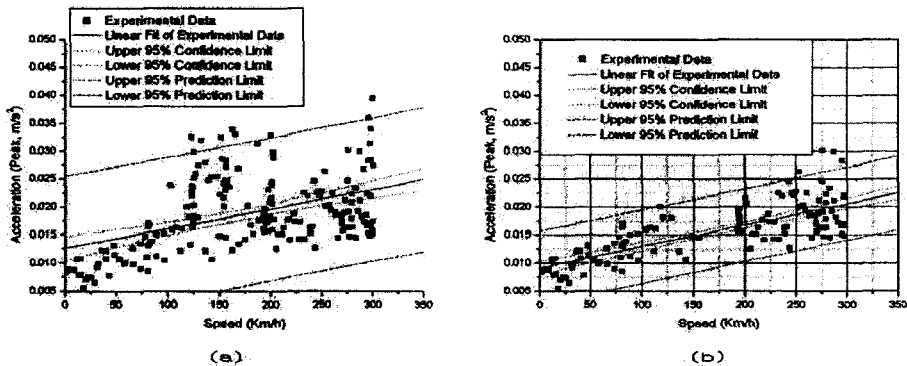 Experimental Data
Linear Fit of Experimental Data
Upper 95% Confidence Limit
Lower 95% Confidence Limit
Upper 95% Prediction Limit
Lower 95% Prediction Limit
0.050
0.045
0.040
0.035
0.030
0.025
0.020
0.015
0.010
0.005
Acceleration (Peak, m/s²)
0 50 100 150 200 250 300 350
Speed (Km/h)
(a)
Experimental Data
Linear Fit of Experimental Data
Upper 95% Confidence Limit
Lower 95% Confidence Limit
Upper 95% Prediction Limit
Lower 95% Prediction Limit
0.050
0.045
0.040
0.035
0.030
0.025
0.020
0.015
0.010
0.005
Acceleration (Peak, m/s²)
0 50 100 150 200 250 300 350
Speed (Km/h)
(b)